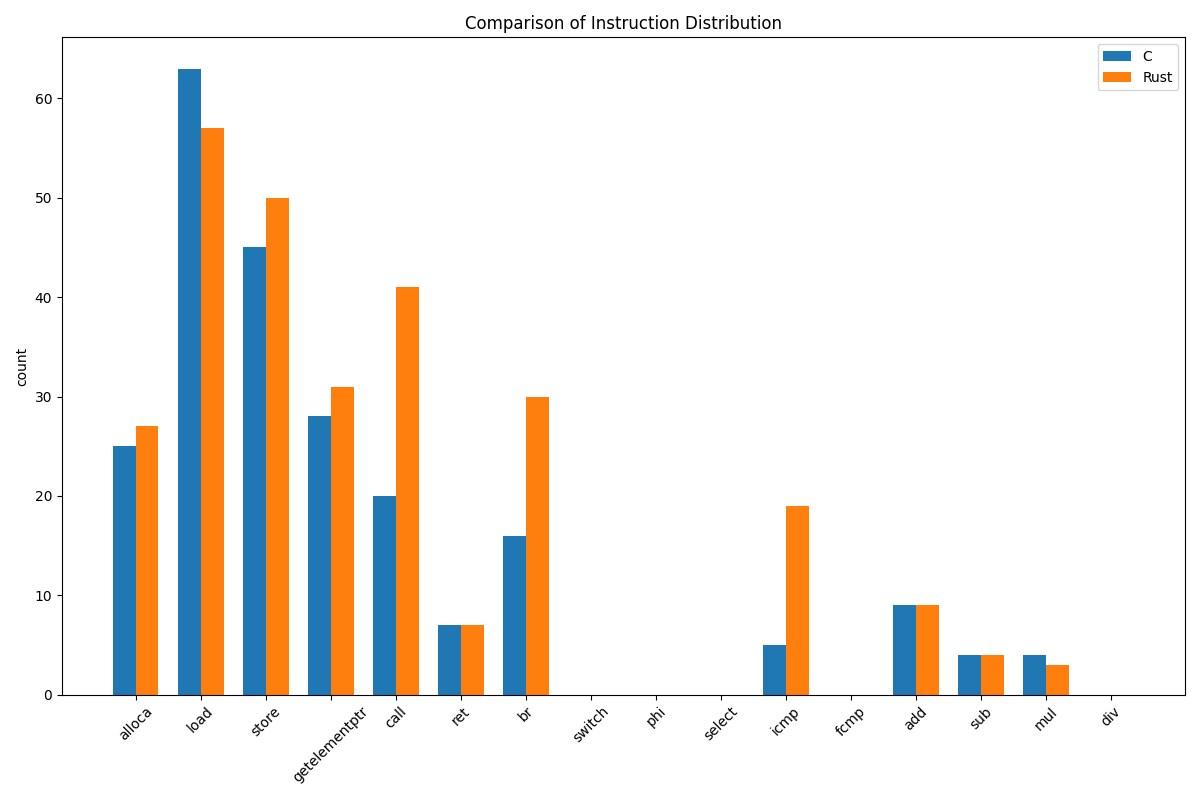 Comparison of Instruction Distribution
C
Rust
count
60
50
40
30
20
10
0
alloca
load
store
getelementptr
call
ret
br
switch
phi
select
icmp
fcmp
add
sub
mul
div